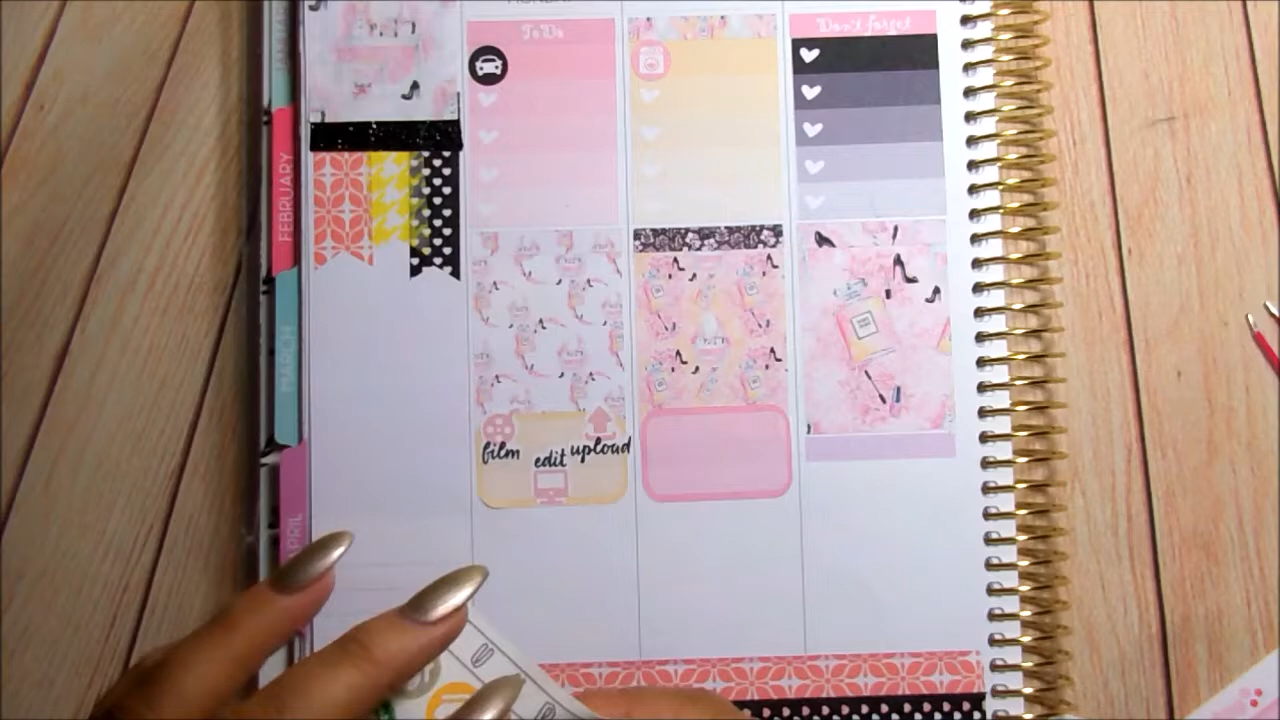 To Do
Don't forget
FEBRUARY
MARCH
film
edit
upload
APRIL